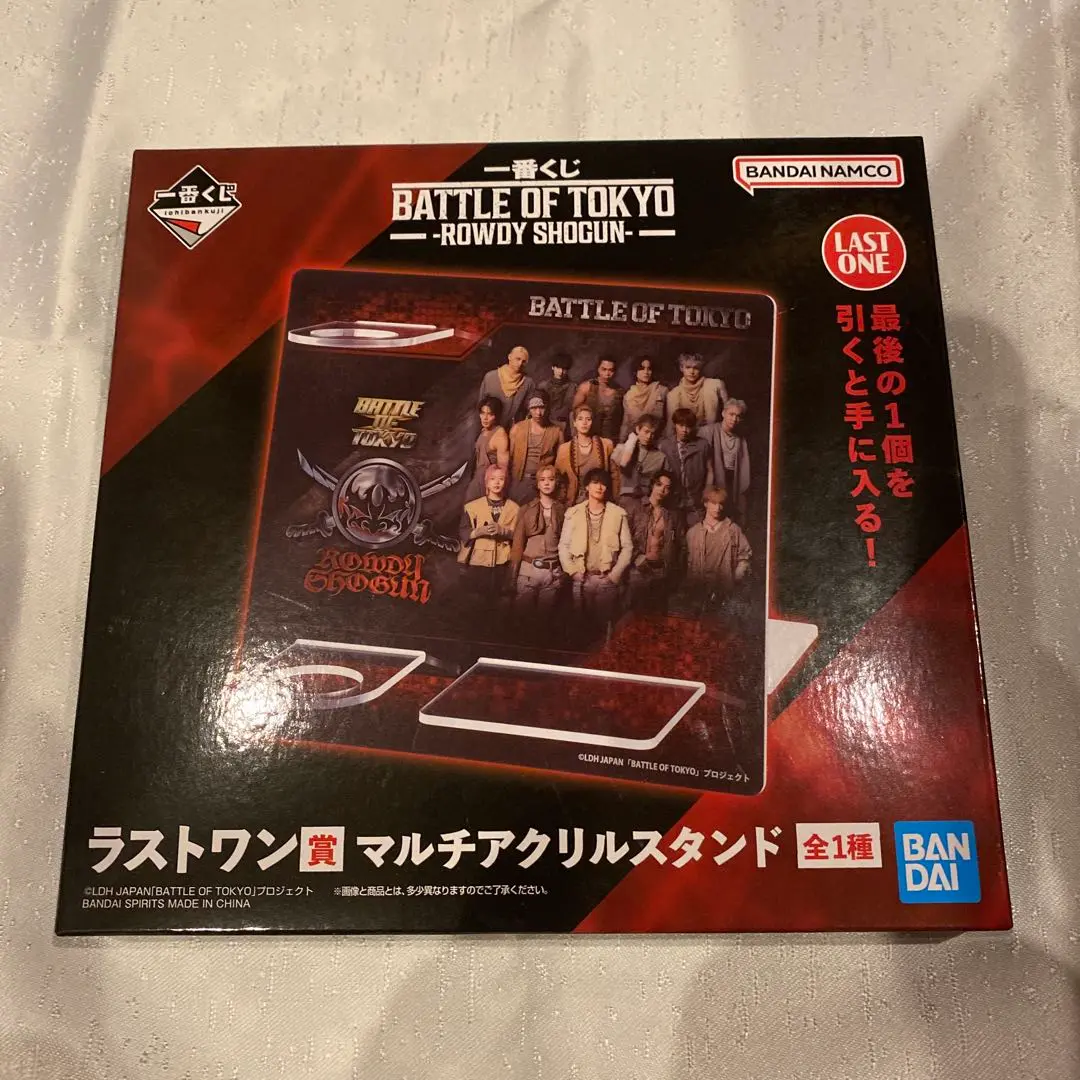 一番くじ
ichibankuji
一番くじ
BATTLE OF TOKYO
-ROWDY SHOGUN-
BANDAI NAMCO
LAST
ONE
最後の1個を
引くと手に入る！
BATTLE OF TOKYO
BATTLE
OF
TOKYO
ROWDY
SHOGUN
©LDH JAPAN「BATTLE OF TOKYO」プロジェクト
ラストワン賞 マルチアクリルスタンド 全1種
BAN
DAI
©LDH JAPAN「BATTLE OF TOKYO」プロジェクト ※画像と商品とは、多少異なりますのでご了承ください。
BANDAI SPIRITS MADE IN CHINA